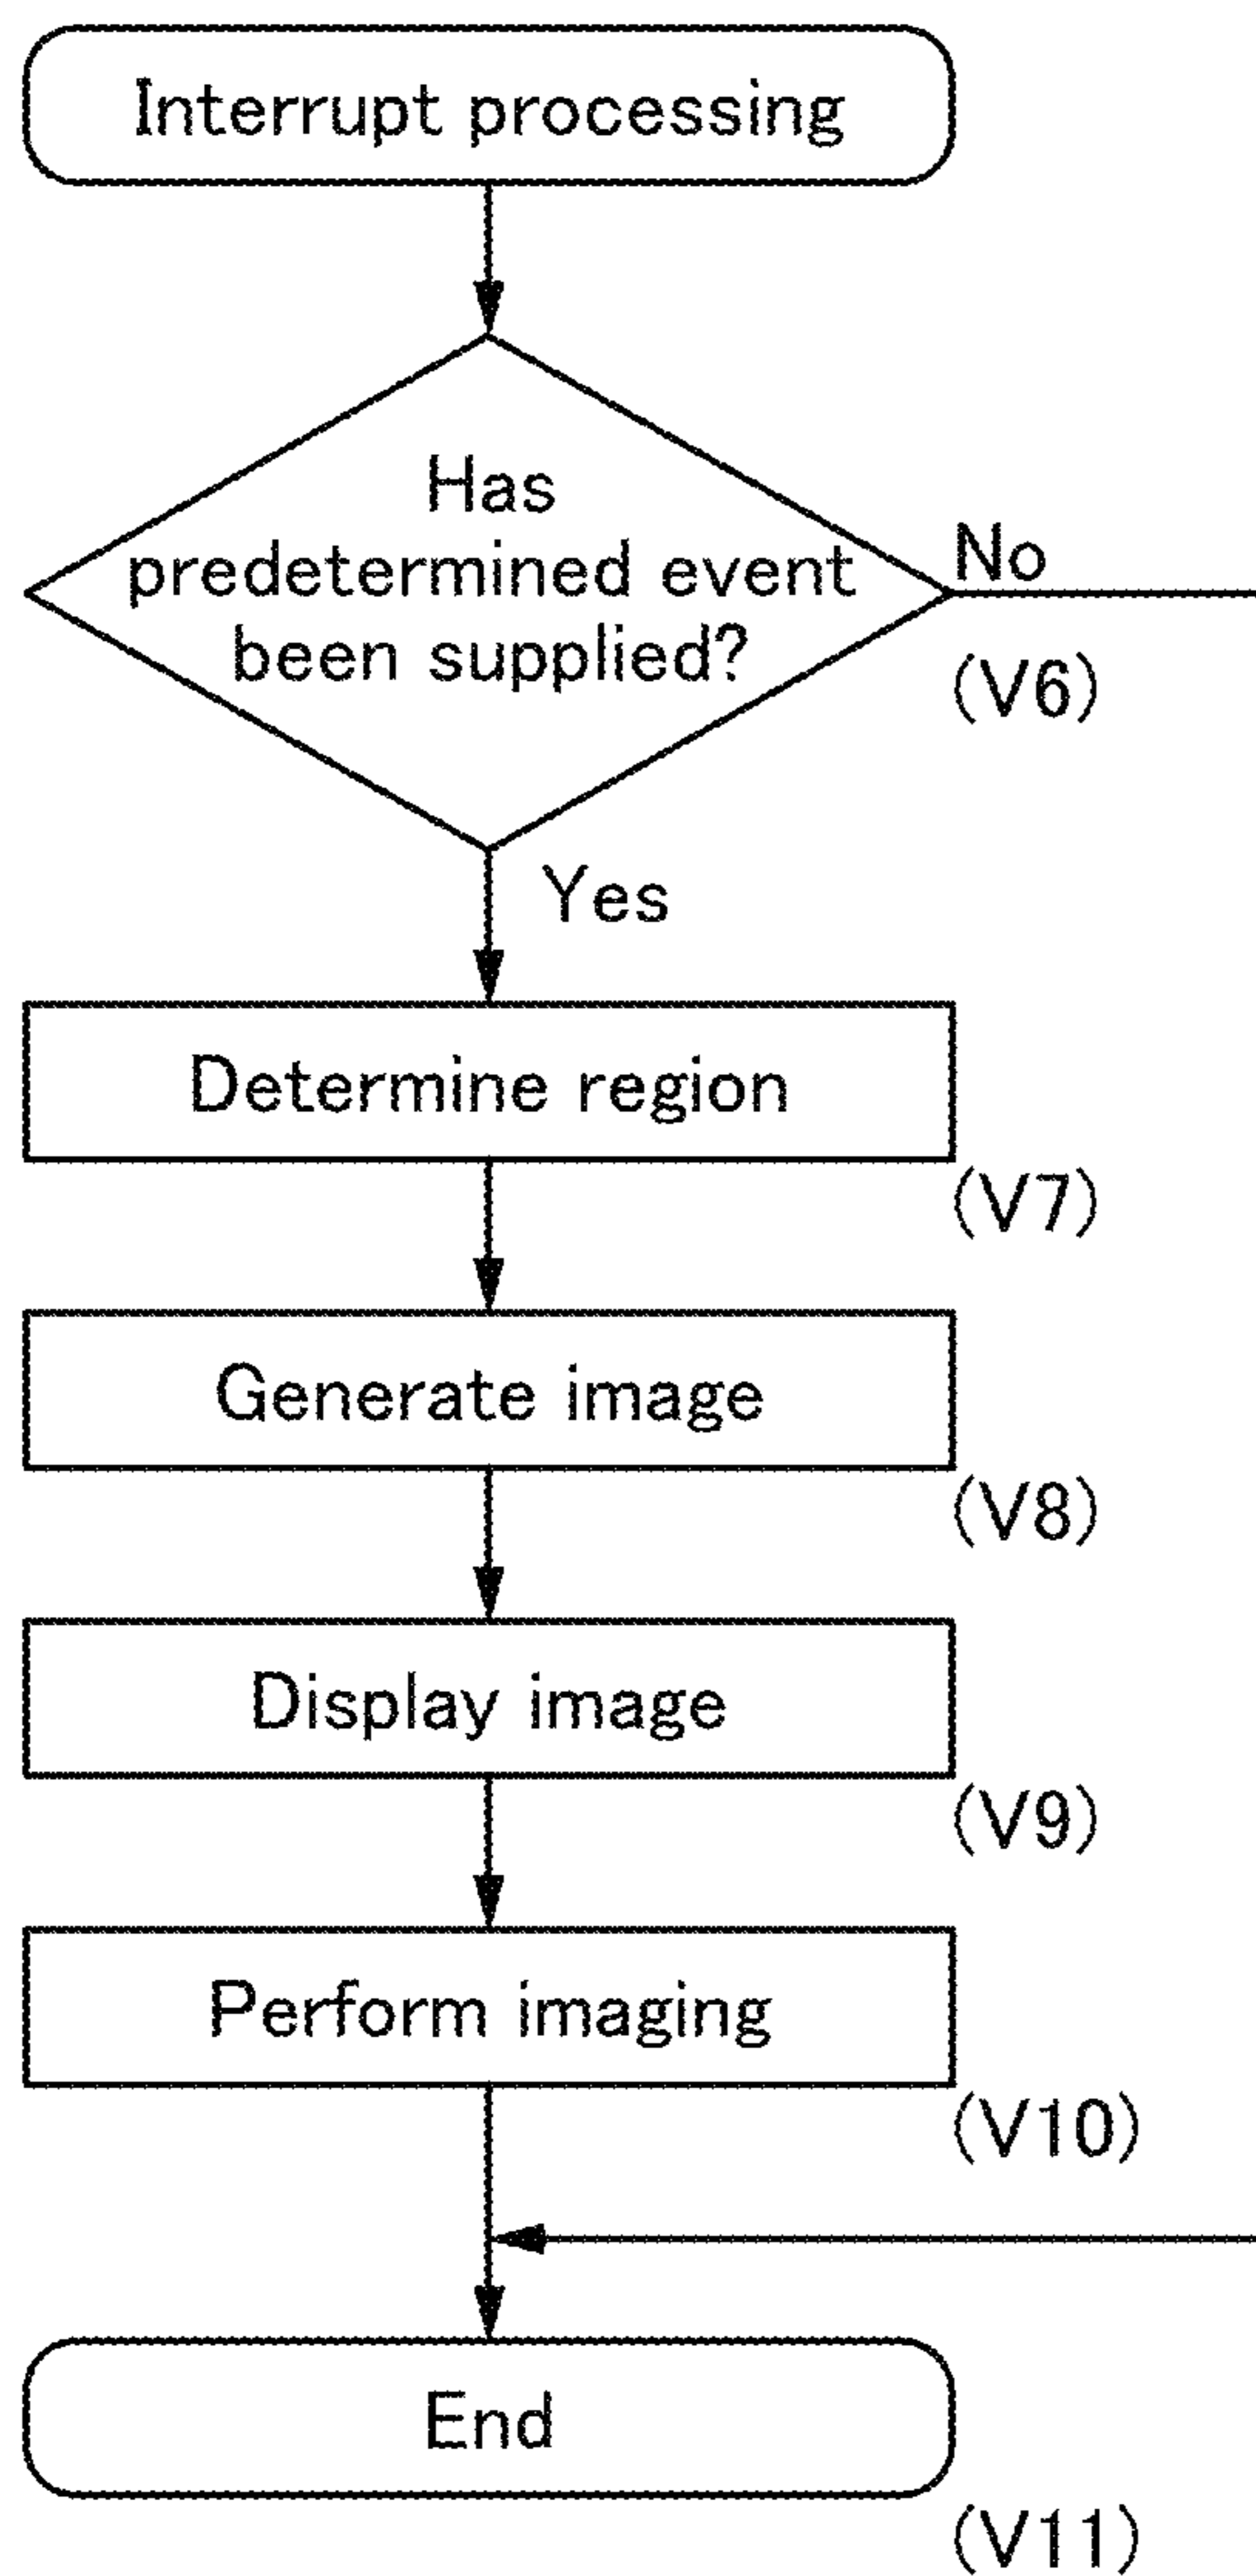 Interrupt processing
Has
predetermined event
been supplied?
No
(V6)
Yes
Determine region
(V7)
Generate image
(V8)
Display image
(V9)
Perform imaging
(V10)
End
(V11)